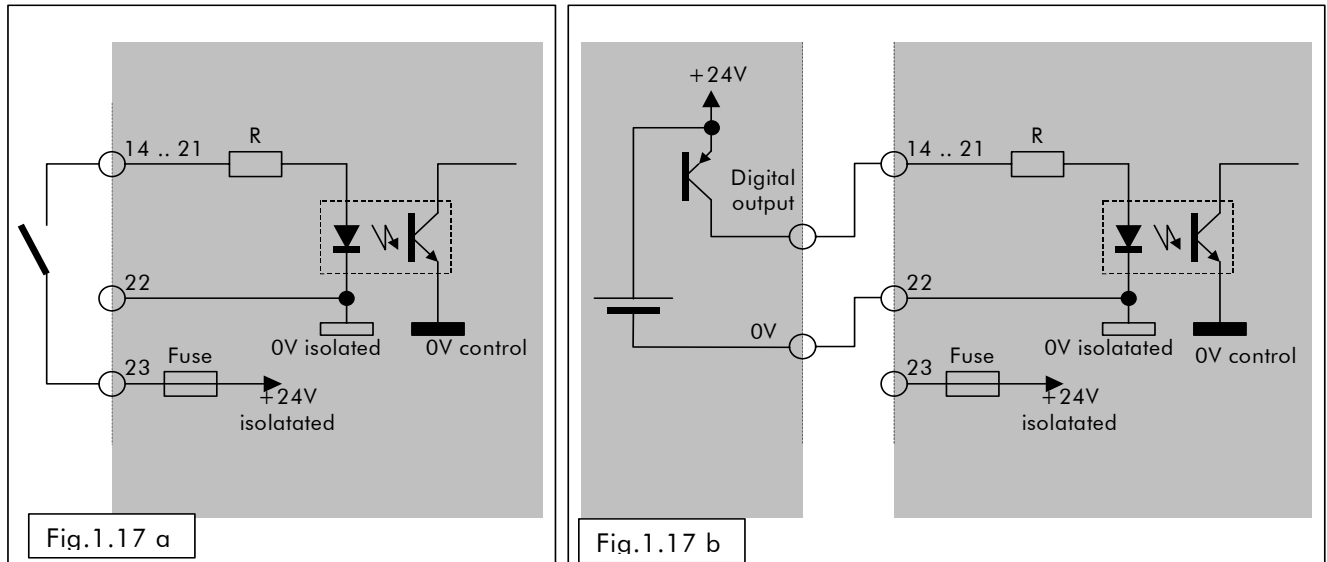 R
14 .. 21
22
0V isolated
0V control
Fuse
23
+24V
isolatated
Fig.1.17 a
+24V
Digital
output
0V
R
14 .. 21
22
0V isolatated
0V control
Fuse
23
+24V
isolatated
Fig.1.17 b